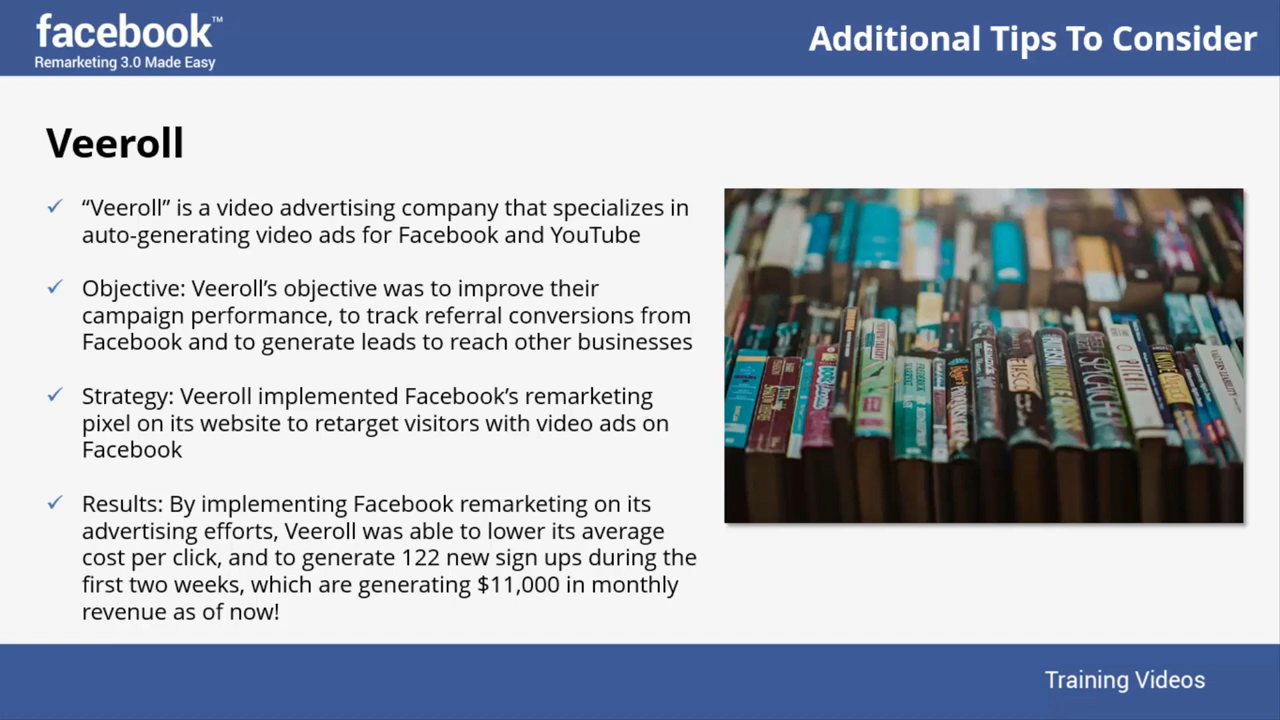 facebook™
Remarketing 3.0 Made Easy
Additional Tips To Consider
Veeroll
“Veeroll” is a video advertising company that specializes in
auto-generating video ads for Facebook and YouTube
Objective: Veeroll’s objective was to improve their
campaign performance, to track referral conversions from
Facebook and to generate leads to reach other businesses
Strategy: Veeroll implemented Facebook’s remarketing
pixel on its website to retarget visitors with video ads on
Facebook
Results: By implementing Facebook remarketing on its
advertising efforts, Veeroll was able to lower its average
cost per click, and to generate 122 new sign ups during the
first two weeks, which are generating $11,000 in monthly
revenue as of now!
FIASCO
SPECTER
Training Videos